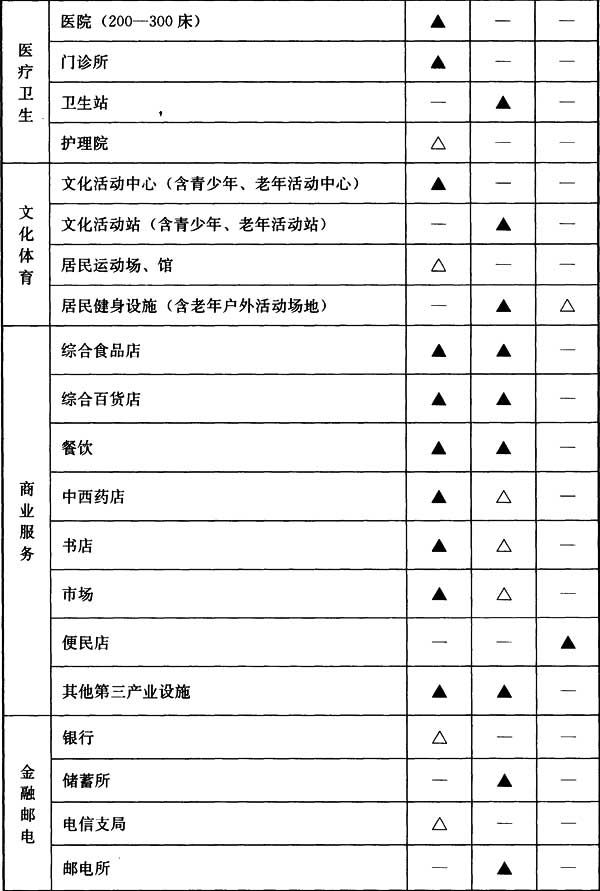 医疗卫生
医院（200—300床） ▲ — —
门诊所 ▲ — —
卫生站 — ▲ —
护理院 △ — —
文化体育
文化活动中心（含青少年、老年活动中心） ▲ — —
文化活动站（含青少年、老年活动站） — ▲ —
居民运动场、馆 △ — —
居民健身设施（含老年户外活动场地） — ▲ △
商业服务
综合食品店 ▲ ▲ —
综合百货店 ▲ ▲ —
餐饮 ▲ ▲ —
中西药店 ▲ △ —
书店 ▲ △ —
市场 ▲ △ —
便民店 — — ▲
其他第三产业设施 ▲ ▲ —
金融邮电
银行 △ — —
储蓄所 — ▲ —
电信支局 △ — —
邮电所 — ▲ —